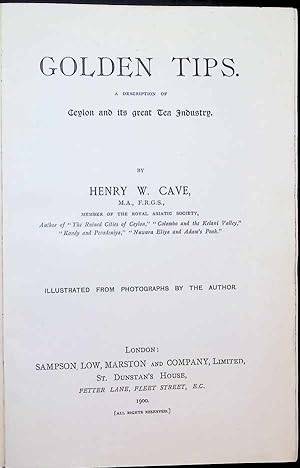 GOLDEN TIPS.
A DESCRIPTION OF
Ceylon and its great Tea Industry.
BY
HENRY W. CAVE,
M.A., F.R.G.S.,
MEMBER OF THE ROYAL ASIATIC SOCIETY,
Author of "The Ruined Cities of Ceylon," "Colombo and the Kelani Valley,"
"Kandy and Peradeniya," "Nuwara Eliya and Adam's Peak."
ILLUSTRATED FROM PHOTOGRAPHS BY THE AUTHOR.
LONDON:
SAMPSON, LOW, MARSTON AND COMPANY, LIMITED,
ST. DUNSTAN'S HOUSE,
FETTER LANE, FLEET STREET, E.C.
1900.
[ALL RIGHTS RESERVED.]